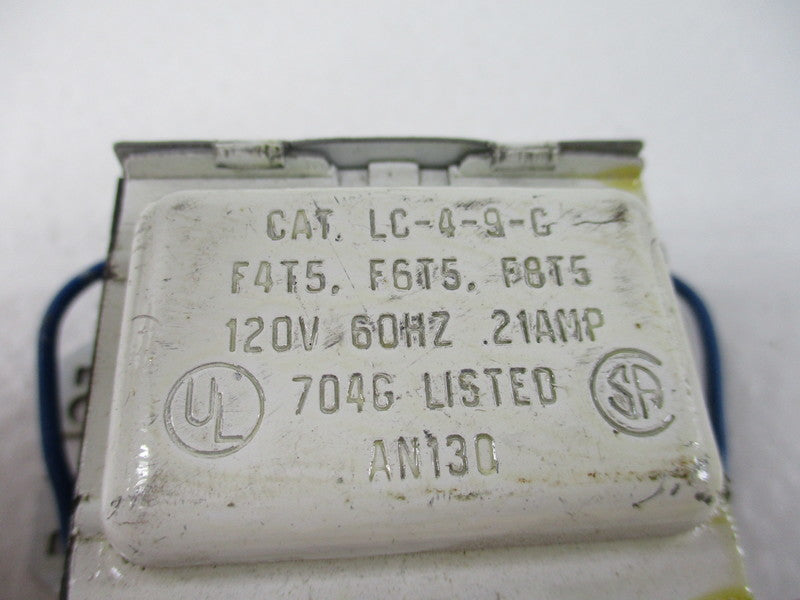 CAT. LC-4-9-G
F4T5. F6T5. F8T5
120V 60HZ .21AMP
UL 704G LISTED SA
AN130